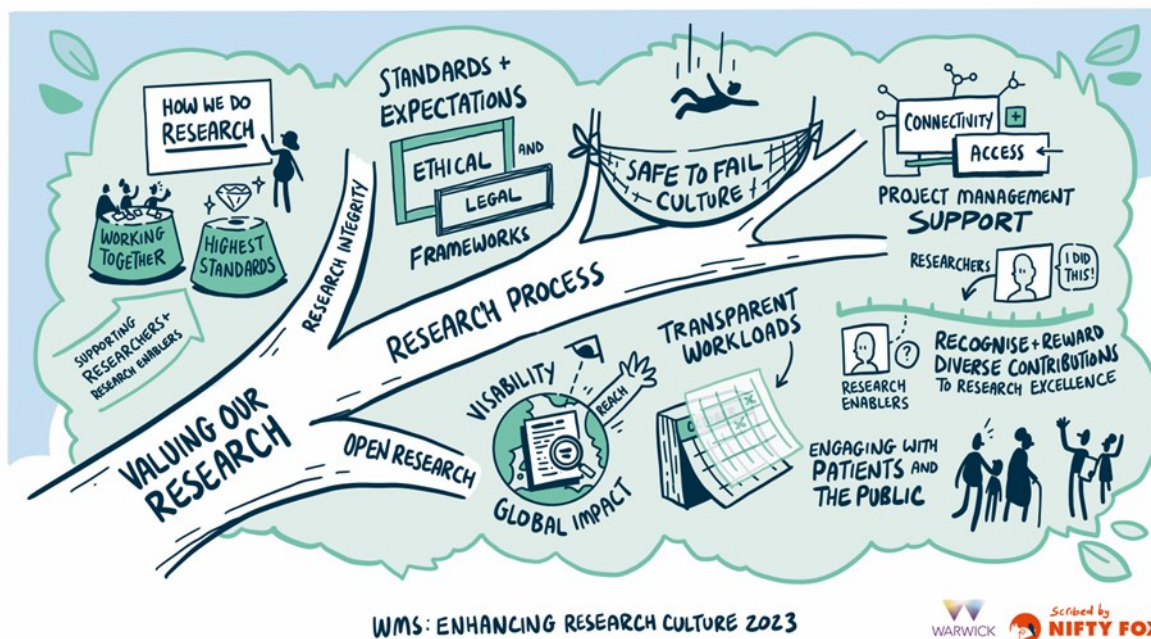 HOW WE DO
RESEARCH
WORKING
TOGETHER
HIGHEST
STANDARDS
SUPPORTING
RESEARCHERS+
RESEARCH ENABLERS
VALUING OUR
RESEARCH
RESEARCH INTEGRITY
RESEARCH PROCESS
OPEN RESEARCH
STANDARDS +
EXPECTATIONS
ETHICAL AND
LEGAL
FRAMEWORKS
SAFE TO FAIL
CULTURE
CONNECTIVITY +
ACCESS
PROJECT MANAGEMENT
SUPPORT
RESEARCHERS
I DID
THIS!
?
RESEARCH
ENABLERS
RECOGNISE + REWARD
DIVERSE CONTRIBUTIONS
TO RESEARCH EXCELLENCE
VISABILITY
REACH
GLOBAL IMPACT
TRANSPARENT
WORKLOADS
ENGAGING WITH
PATIENTS AND
THE PUBLIC
WMS: ENHANCING RESEARCH CULTURE 2023
WARWICK
Scribed by
NIFTY FOX